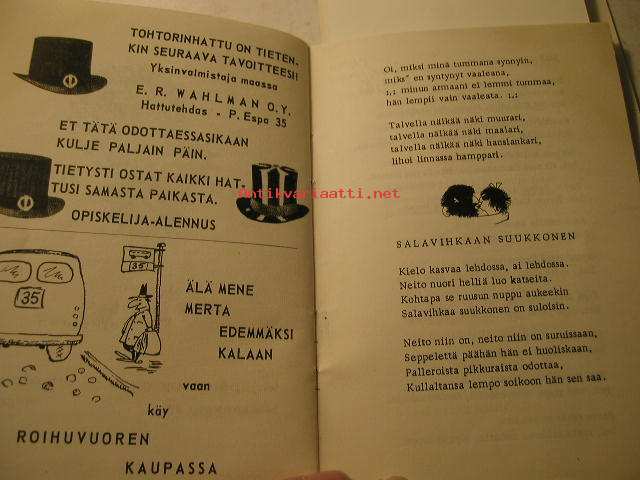 TOHTORINHATTU ON TIETEN-
KIN SEURAAVA TAVOITTEESI!
Yksinvalmistaja maassa
E. R. WAHLMAN O.Y.
Hattutehdas - P. Espa 35
ET TÄTÄ ODOTTAESSASIKAAN
KULJE PALJAIN PÄIN.
TIETYSTI OSTAT KAIKKI HAT-
TUSI SAMASTA PAIKASTA.
OPISKELIJA-ALENNUS
35
35
ÄLÄ MENE
MERTA
EDEMMÄKSI
KALAAN
vaan
käy
ROIHUVUOREN
KAUPASSA
Oi, miksi minä tummana synnyin,
miks' en syntynyt vaaleana,
;,; minun armaani ei lemmi tummaa,
hän lempii vain vaaleata. ;,;
Talvella näikää näki muurari,
talvella näikää näki maalari,
talvella näikää näki hanslankari,
lihoi linnassa hamppari.
SALAVIHKAAN SUUKKONEN
Kielo kasvaa lehdossa, ai lehdossa.
Neito nuori helliä luo katseita.
Kohtapa se ruusun nuppu aukeekin
Salavihkaa suukkonen on suloisin.
Neito niin on, neito niin on suruissaan,
Seppelettä päähän hän ei huoliskaan,
Palleroista pikkuraista odottaa,
Kullaltansa lempo soikoon hän sen saa.
antikvariaatti.net